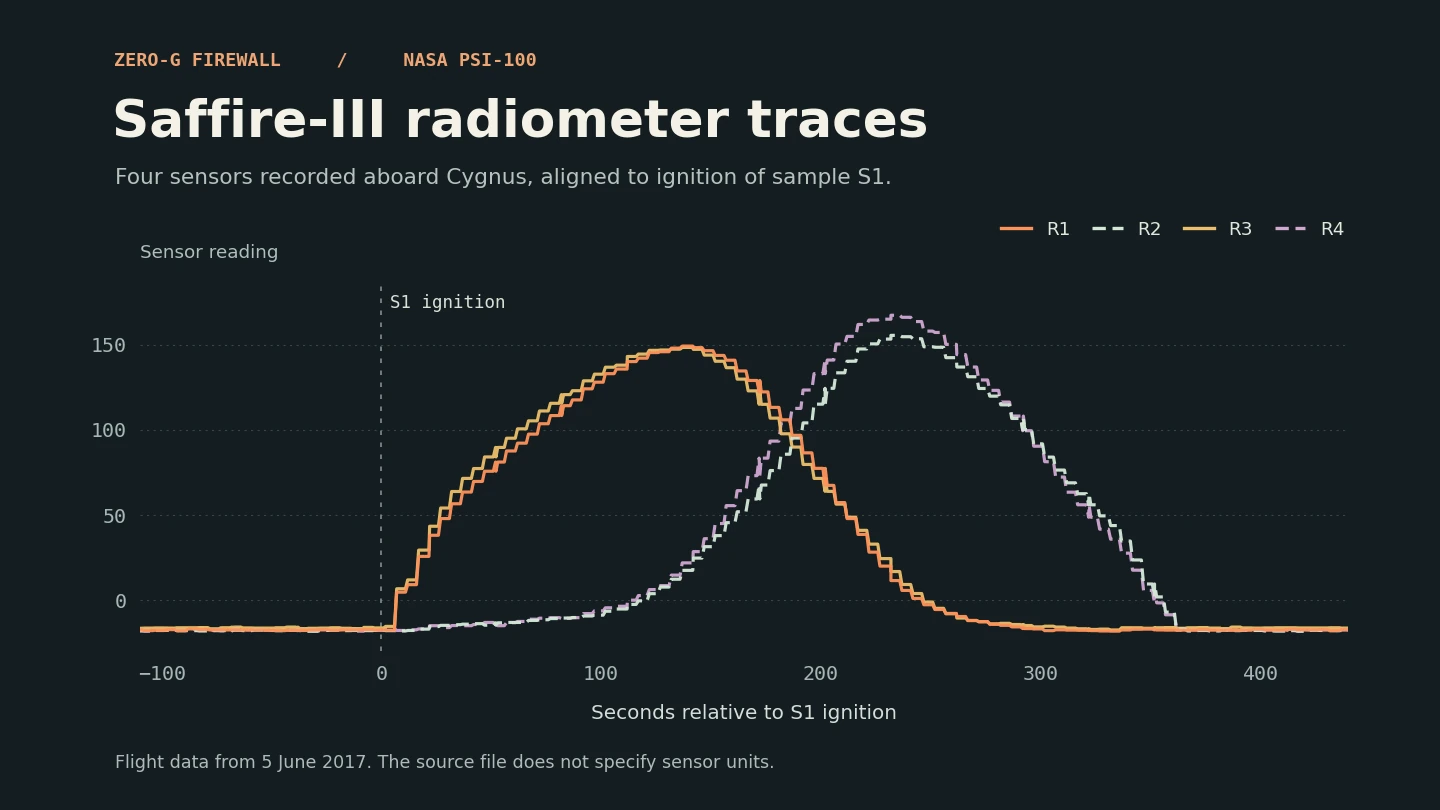 ZERO-G FIREWALL / NASA PSI-100
Saffire-III radiometer traces
Four sensors recorded aboard Cygnus, aligned to ignition of sample S1.
R1 R2 R3 R4
Sensor reading
S1 ignition
150
100
50
0
−100 0 100 200 300 400
Seconds relative to S1 ignition
Flight data from 5 June 2017. The source file does not specify sensor units.